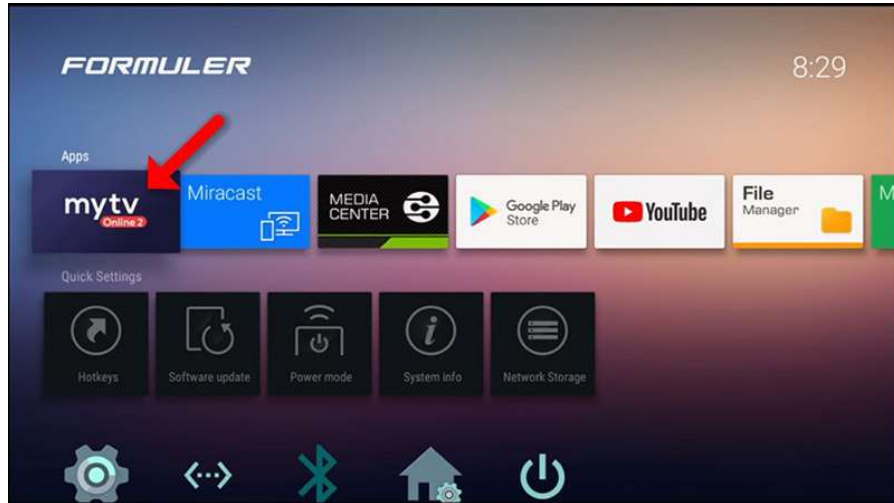 FORMULER
8:29
Apps
mytv
Online 2
Miracast
MEDIA
CENTER
Google Play
Store
YouTube
File
Manager
M
Quick Settings
Hotkeys
Software update
Power mode
System info
Network Storage